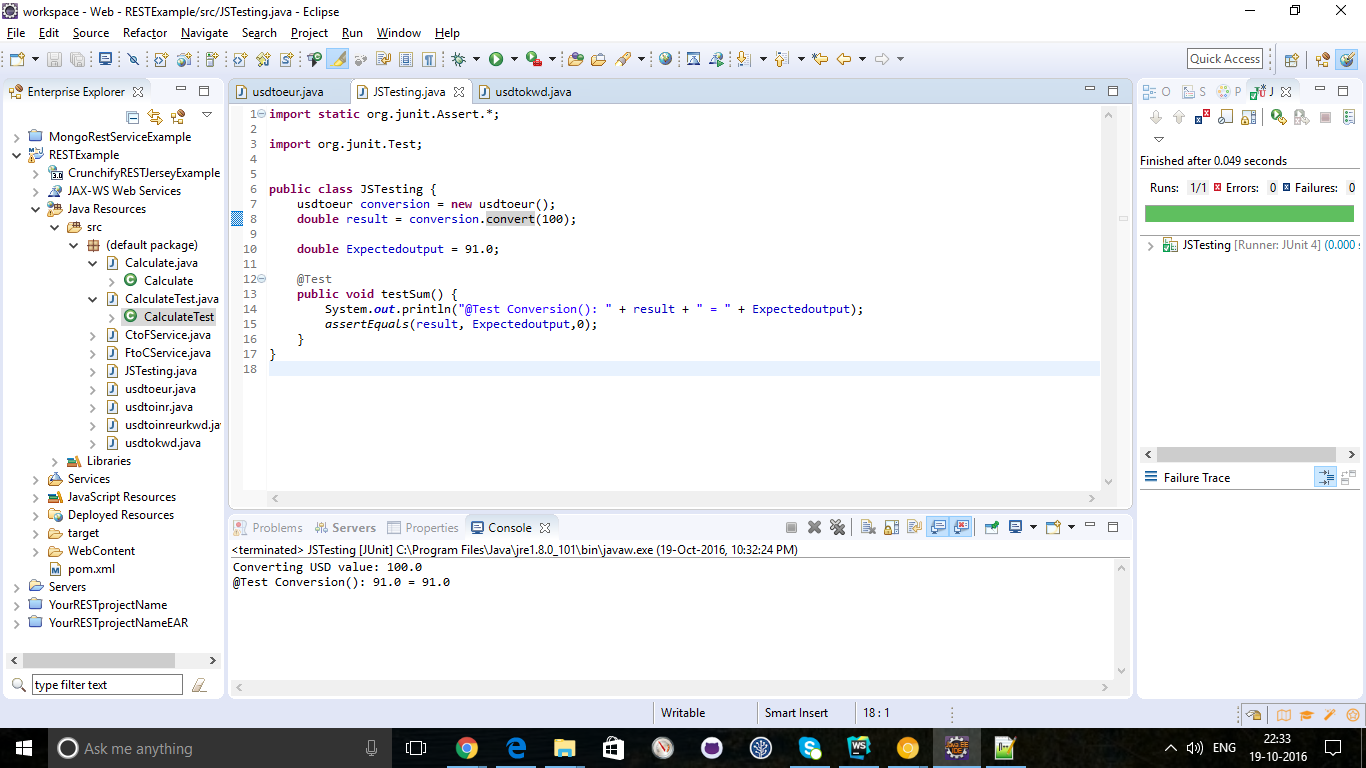 workspace - Web - RESTExample/src/JSTesting.java - Eclipse
File Edit Source Refactor Navigate Search Project Run Window Help
Quick Access
Enterprise Explorer
MongoRestServiceExample
RESTExample
CrunchifyRESTJerseyExample
JAX-WS Web Services
Java Resources
src
(default package)
Calculate.java
Calculate
CalculateTest.java
CalculateTest
CtoFService.java
FtoCService.java
JSTesting.java
usdtoeur.java
usdtoinr.java
usdtoinreurkwd.ja
usdtokwd.java
Libraries
Services
JavaScript Resources
Deployed Resources
target
WebContent
pom.xml
Servers
YourRESTprojectName
YourRESTprojectNameEAR
type filter text
usdtoeur.java JSTesting.java usdtokwd.java
1 import static org.junit.Assert.*;
2
3 import org.junit.Test;
4
5
6 public class JSTesting {
7 usdtoeur conversion = new usdtoeur();
8 double result = conversion.convert(100);
9
10 double Expectedoutput = 91.0;
11
12 @Test
13 public void testSum() {
14 System.out.println("@Test Conversion(): " + result + " = " + Expectedoutput);
15 assertEquals(result, Expectedoutput,0);
16 }
17 }
18
Problems Servers Properties Console
<terminated> JSTesting [JUnit] C:\Program Files\Java\jre1.8.0_101\bin\javaw.exe (19-Oct-2016, 10:32:24 PM)
Converting USD value: 100.0
@Test Conversion(): 91.0 = 91.0
O S P J
Finished after 0.049 seconds
Runs: 1/1 Errors: 0 Failures: 0
JSTesting [Runner: JUnit 4] (0.000
Failure Trace
Writable Smart Insert 18 : 1
Ask me anything
ENG
22:33
19-10-2016